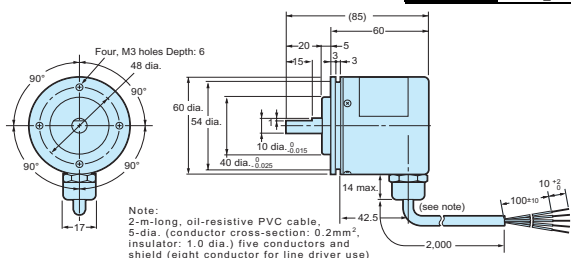 (85)
60
20
5
15
3
3
Four, M3 holes Depth: 6
48 dia.
90°
90°
90°
90°
60 dia.
54 dia.
1
10 dia. 0 -0.015
40 dia. 0 -0.025
14 max.
42.5
(see note)
100±10
10 +2 0
2,000
17
Note:
2-m-long, oil-resistive PVC cable,
5-dia. (conductor cross-section: 0.2mm²,
insulator: 1.0 dia.) five conductors and
shield (eight conductor for line driver use)